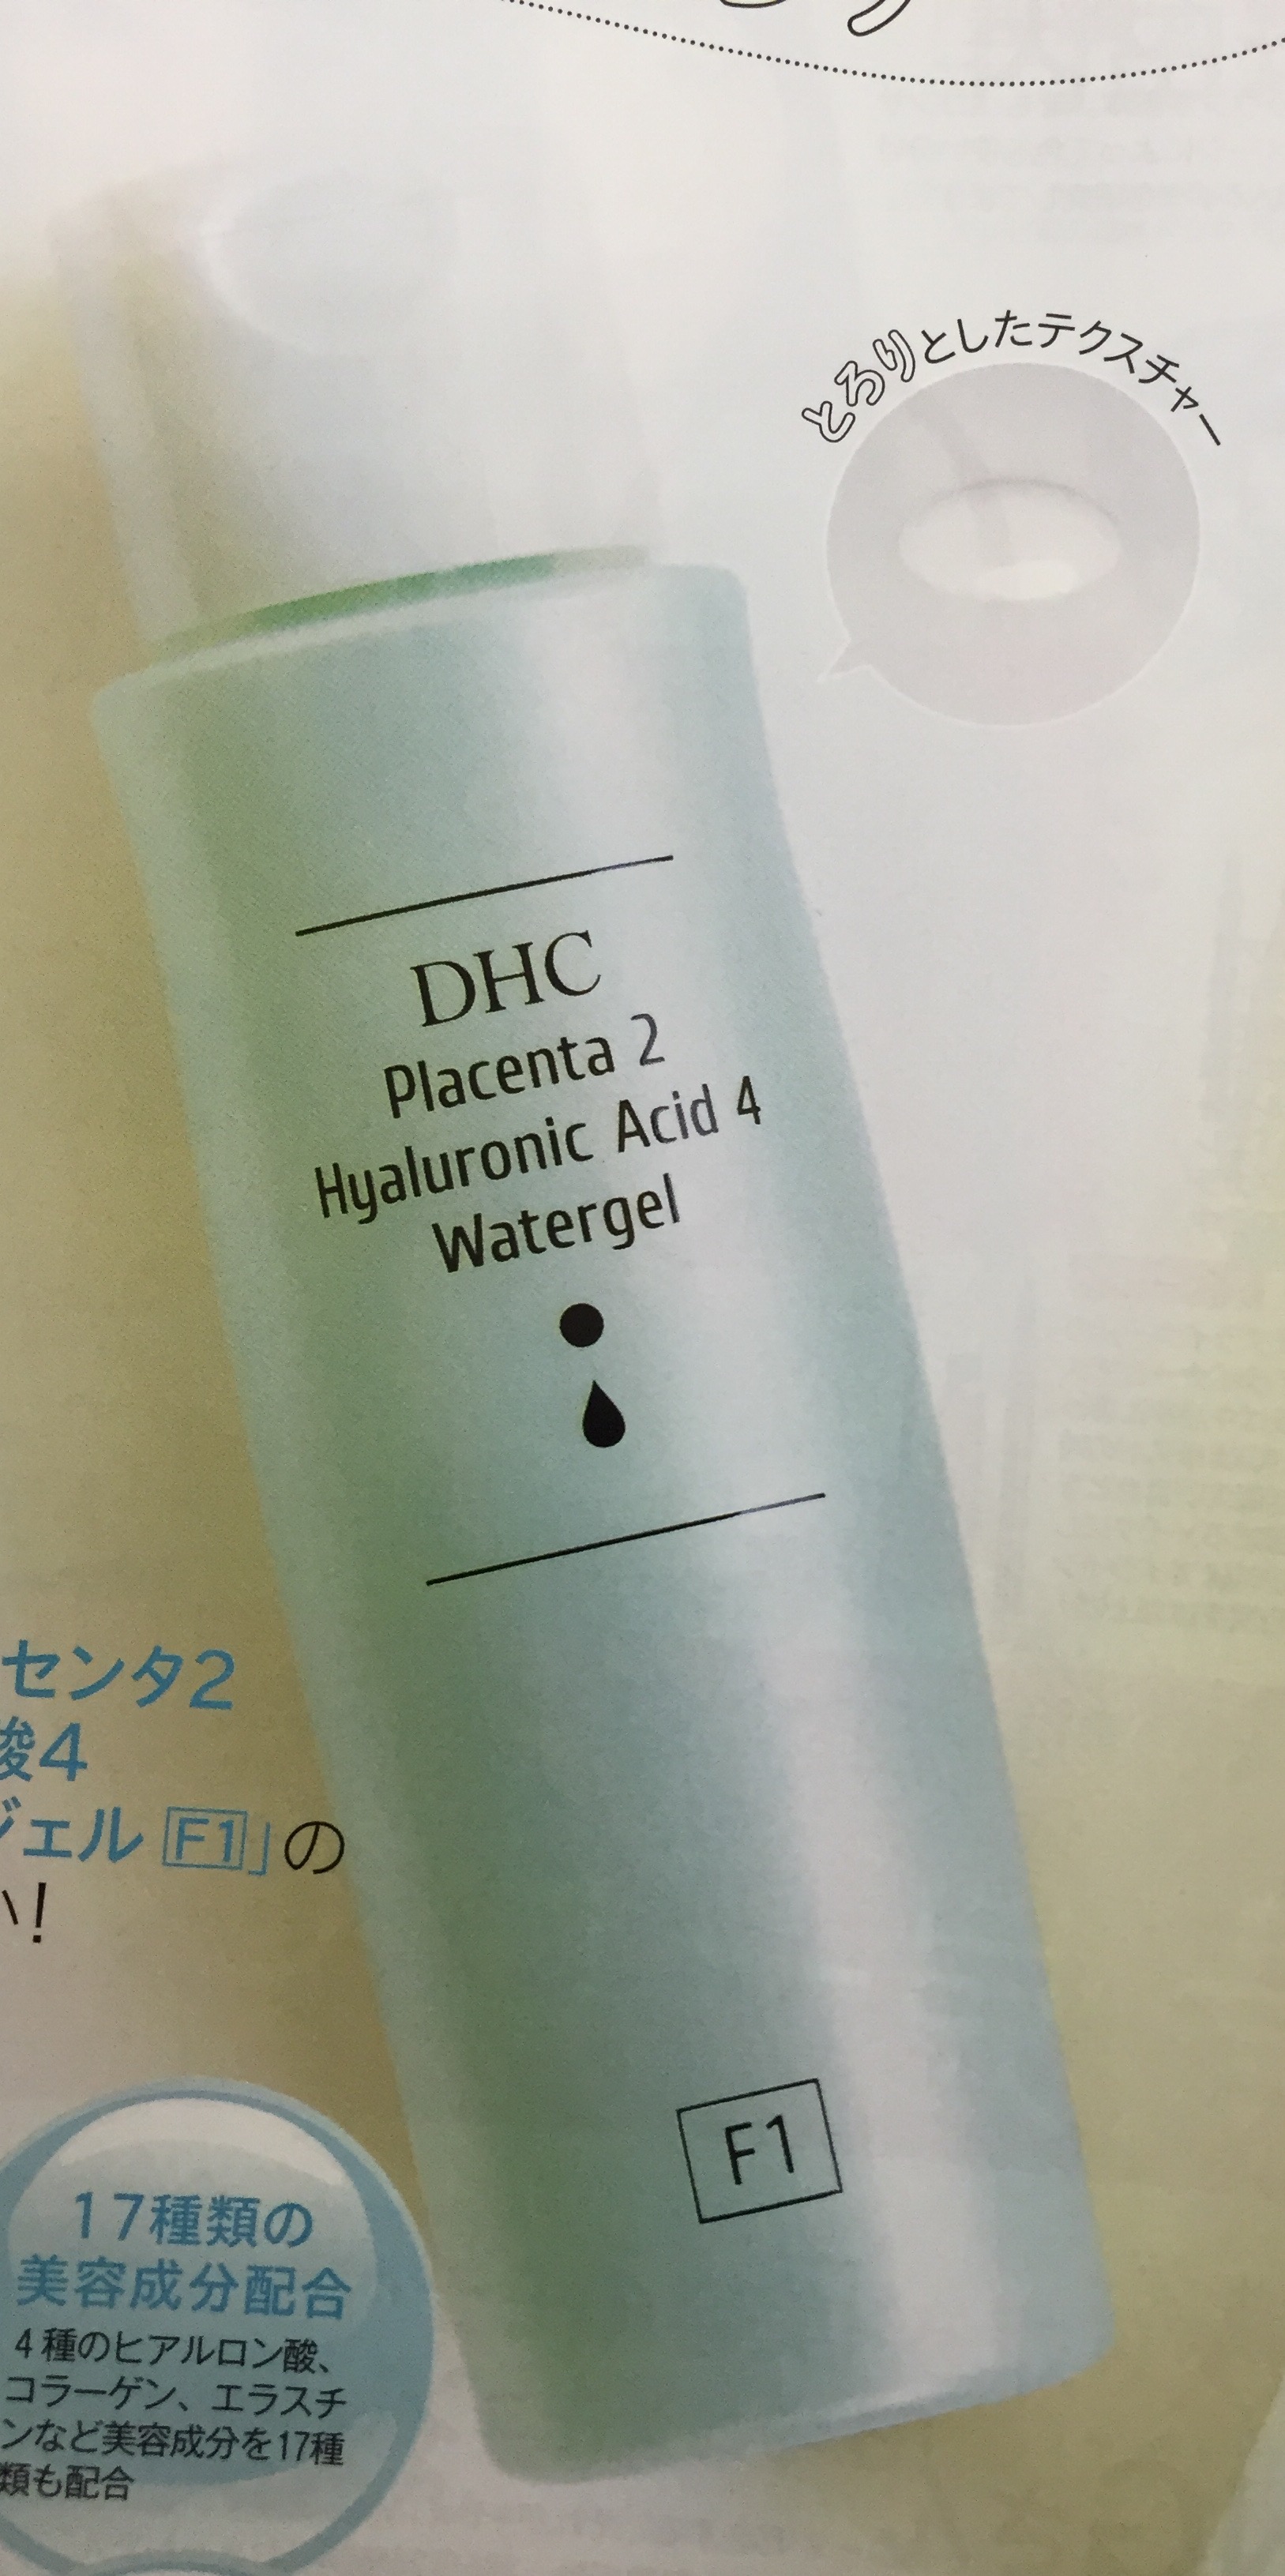 とろりとしたテクスチャー
DHC
Placenta 2
Hyaluronic Acid 4
Watergel
センタ2
酸4
ジェル F1」の
い!
F1
17種類の
美容成分配合
4種のヒアルロン酸、
コラーゲン、エラスチ
ンなど美容成分を17種
類も配合